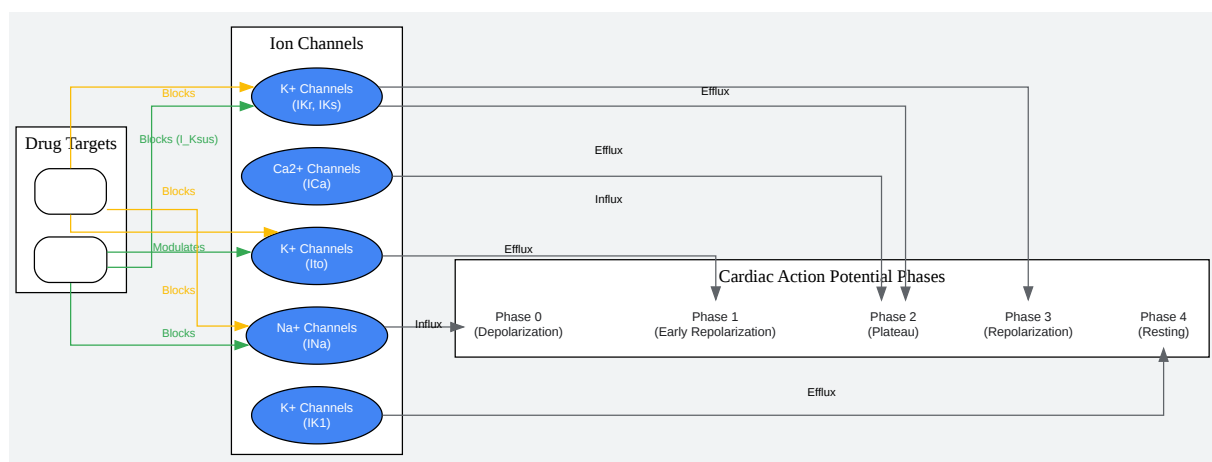 Ion Channels
K+ Channels
(IKr, IKs)
Efflux
Blocks
Blocks (I_Ksus)
Drug Targets
Efflux
Ca2+ Channels
(ICa)
Blocks
Influx
Modulates
K+ Channels
(Ito)
Efflux
Cardiac Action Potential Phases
Blocks
Na+ Channels
(INa)
Influx
Blocks
Phase 0
(Depolarization)
Phase 1
(Early Repolarization)
Phase 2
(Plateau)
Phase 3
(Repolarization)
Phase 4
(Resting)
K+ Channels
(IK1)
Efflux